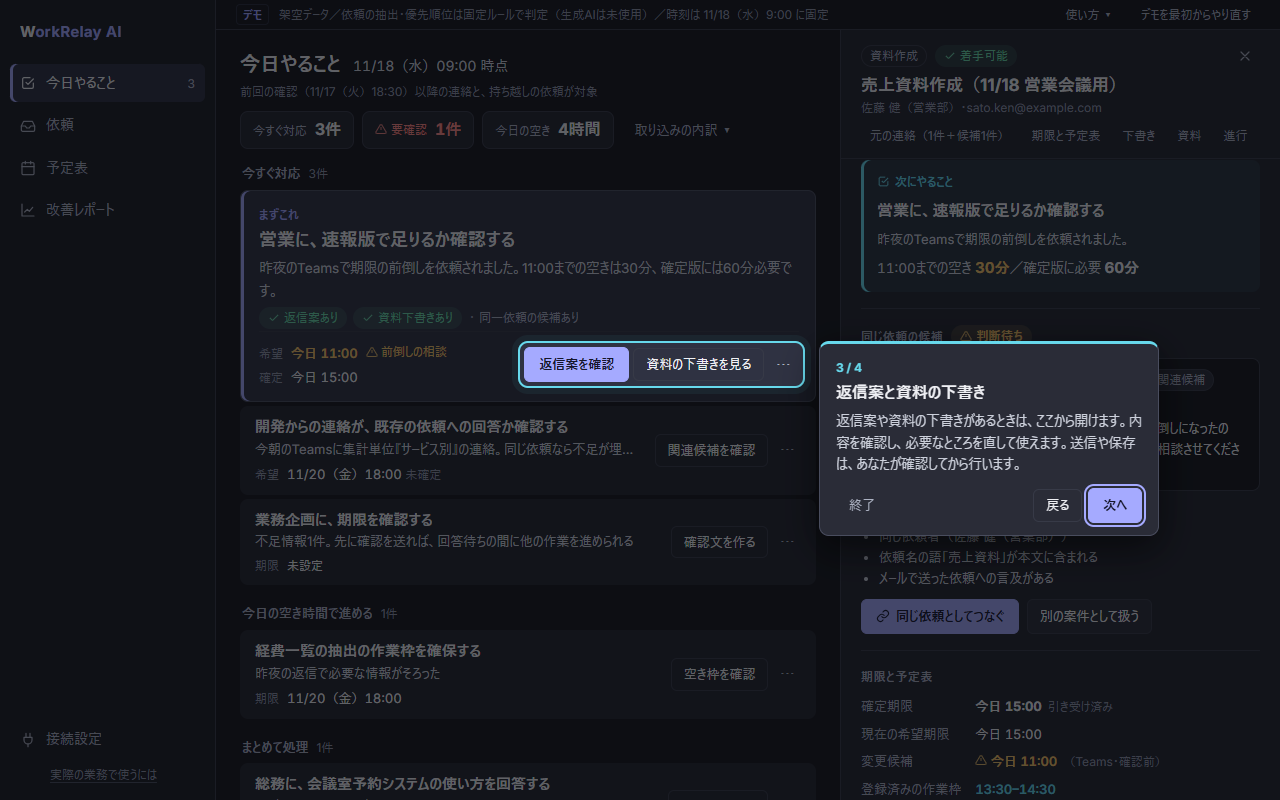 WorkRelay AI
今日やること 3
依頼
予定表
改善レポート
接続設定
実際の業務で使うには
デモ 架空データ／依頼の抽出・優先順位は固定ルールで判定（生成AIは未使用）／時刻は 11/18（水）9:00 に固定
使い方 ▼ デモを最初からやり直す
今日やること 11/18（水）09:00 時点
前回の確認（11/17（火）18:30）以降の連絡と、持ち越しの依頼が対象
今すぐ対応 3件 要確認 1件 今日の空き 4時間 取り込みの内訳 ▼
今すぐ対応 3件
まずこれ
営業に、速報版で足りるか確認する
昨夜のTeamsで期限の前倒しを依頼されました。11:00までの空きは30分、確定版には60分必要で
す。
返信案あり 資料下書きあり ・ 同一依頼の候補あり
希望 今日 11:00 前倒しの相談
確定 今日 15:00
返信案を確認 資料の下書きを見る …
開発からの連絡が、既存の依頼への回答か確認する
今朝のTeamsに集計単位『サービス別』の連絡。同じ依頼なら不足が埋…
希望 11/20（金）18:00 未確定
関連候補を確認 …
業務企画に、期限を確認する
不足情報1件。先に確認を送れば、回答待ちの間に他の作業を進められる
期限 未設定
確認文を作る …
今日の空き時間で進める 1件
経費一覧の抽出の作業枠を確保する
昨夜の返信で必要な情報がそろった
期限 11/20（金）18:00
空き枠を確認 …
まとめて処理 1件
総務に、会議室予約システムの使い方を回答する
資料作成 着手可能
売上資料作成（11/18 営業会議用）
佐藤 健（営業部）・sato.ken@example.com
元の連絡（1件＋候補1件） 期限と予定表 下書き 資料 進行
次にやること
営業に、速報版で足りるか確認する
昨夜のTeamsで期限の前倒しを依頼されました。
11:00までの空き 30分／確定版に必要 60分
同じ依頼の候補 判断待ち
関連候補
倒しになったの
相談させてくださ
3 / 4
返信案と資料の下書き
返信案や資料の下書きがあるときは、ここから開けます。内
容を確認し、必要なところを直して使えます。送信や保存
は、あなたが確認してから行います。
終了 戻る 次へ
同じ依頼者（佐藤 健（営業部））
依頼名の語「売上資料」が本文に含まれる
メールで送った依頼への言及がある
同じ依頼としてつなぐ 別の案件として扱う
期限と予定表
確定期限 今日 15:00 引き受け済み
現在の希望期限 今日 15:00
変更候補 今日 11:00 （Teams・確認前）
登録済みの作業枠 13:30–14:30